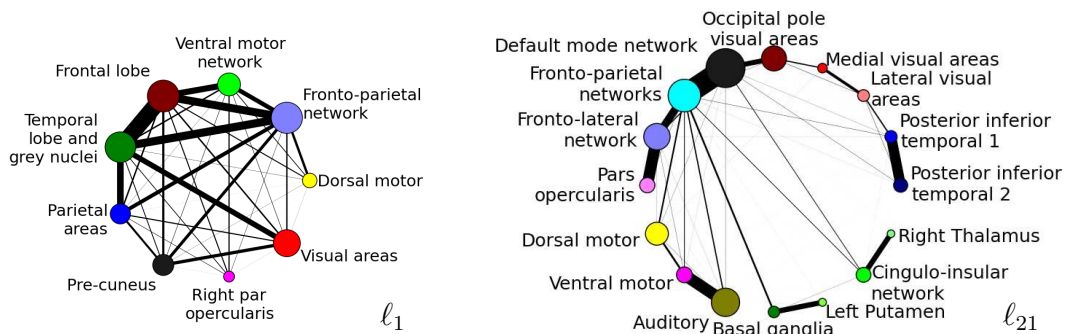 Ventral motor
network
Frontal lobe
Fronto-parietal
network
Temporal
lobe and
grey nuclei
Dorsal motor
Parietal
areas
Visual areas
Pre-cuneus
Right par
opercularis
ℓ1
Occipital pole
visual areas
Default mode network
Medial visual areas
Fronto-parietal
networks
Lateral visual
areas
Fronto-lateral
network
Posterior inferior
temporal 1
Pars
opercularis
Posterior inferior
temporal 2
Dorsal motor
Right Thalamus
Ventral motor
Cingulo-insular
network
Auditory
Basal ganglia
Left Putamen
ℓ21